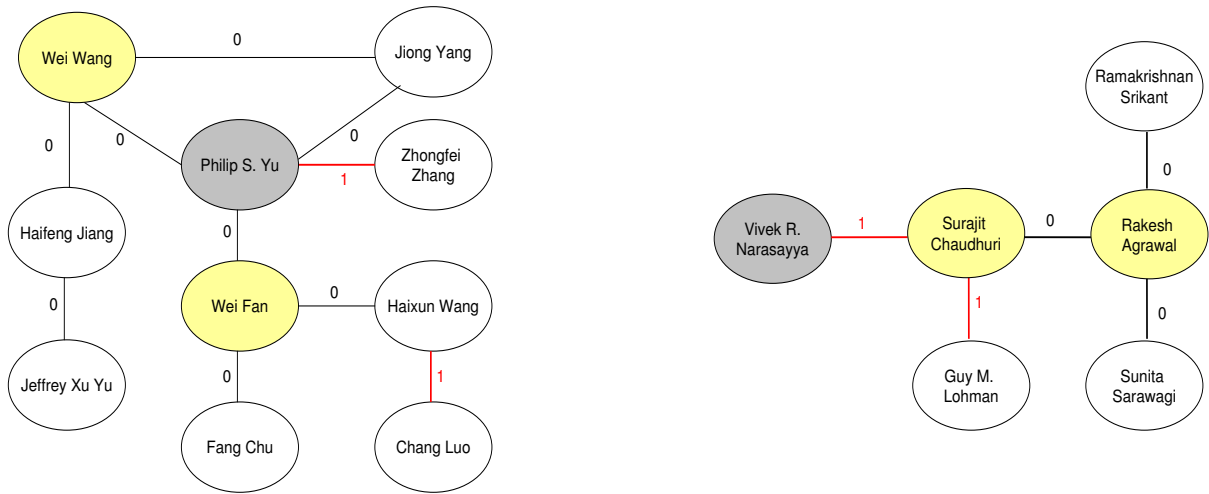 0
Wei Wang
Jiong Yang
0
0
0
Philip S. Yu
1
Zhongfei
Zhang
Haifeng Jiang
0
0
Wei Fan
0
Haixun Wang
Jeffrey Xu Yu
0
1
Fang Chu
Chang Luo
Ramakrishnan
Srikant
0
Vivek R.
Narasayya
1
Surajit
Chaudhuri
0
Rakesh
Agrawal
1
0
Guy M.
Lohman
Sunita
Sarawagi